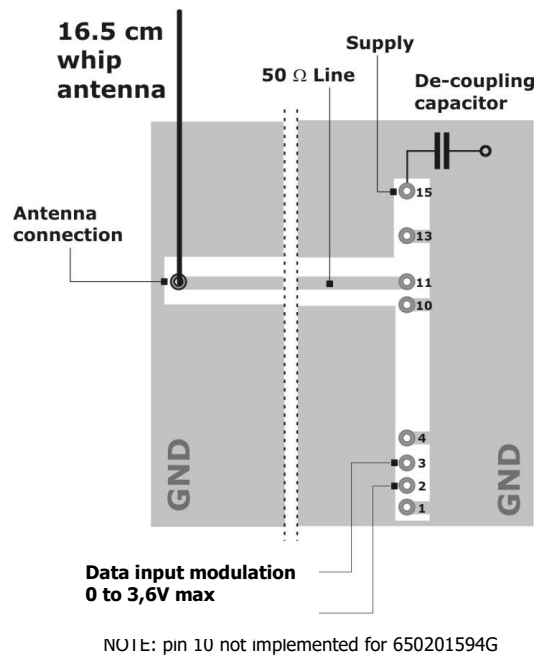 16.5 cm
whip
antenna
Supply
50 Ω Line
De-coupling
capacitor
15
Antenna
connection
13
11
10
4
3
2
1
GND
GND
Data input modulation
0 to 3,6V max
NOTE: pin 10 not implemented for 650201594G